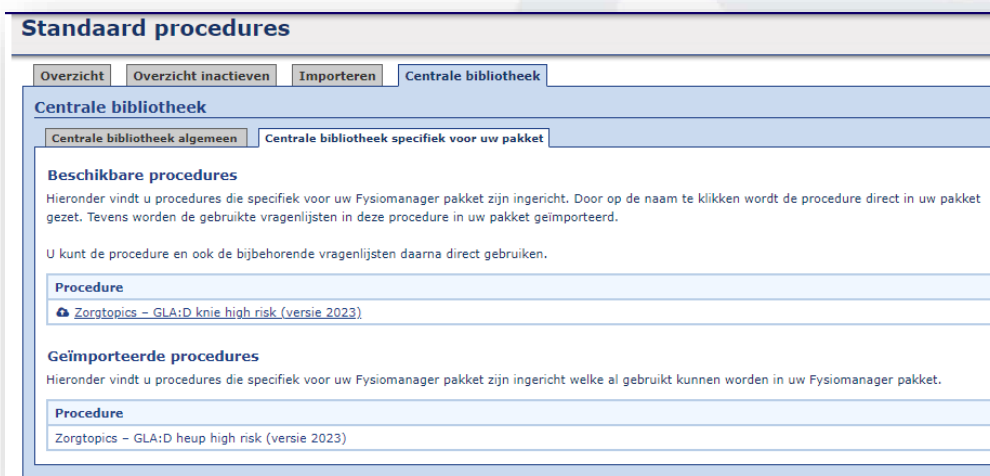 Standaard procedures
Overzicht Overzicht inactieven Importeren Centrale bibliotheek
Centrale bibliotheek
Centrale bibliotheek algemeen Centrale bibliotheek specifiek voor uw pakket
Beschikbare procedures
Hieronder vindt u procedures die specifiek voor uw Fysiomanager pakket zijn ingericht. Door op de naam te klikken wordt de procedure direct in uw pakket
gezet. Tevens worden de gebruikte vragenlijsten in deze procedure in uw pakket geïmporteerd.
U kunt de procedure en ook de bijbehorende vragenlijsten daarna direct gebruiken.
Procedure
Zorgtopics – GLA:D knie high risk (versie 2023)
Geïmporteerde procedures
Hieronder vindt u procedures die specifiek voor uw Fysiomanager pakket zijn ingericht welke al gebruikt kunnen worden in uw Fysiomanager pakket.
Procedure
Zorgtopics – GLA:D heup high risk (versie 2023)